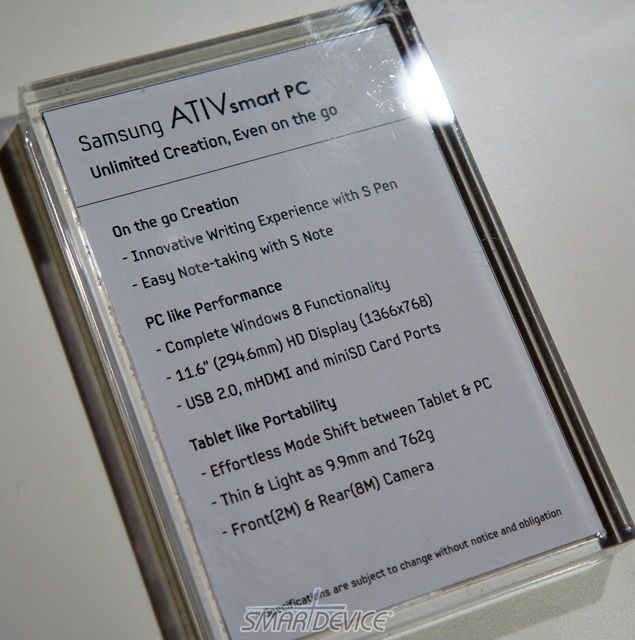 Samsung ATIV smart PC
Unlimited Creation, Even on the go
On the go Creation
- Innovative Writing Experience with S Pen
- Easy Note-taking with S Note
PC like Performance
- Complete Windows 8 Functionality
- 11.6" (294.6mm) HD Display (1366x768)
- USB 2.0, mHDMI and miniSD Card Ports
Tablet like Portability
- Effortless Mode Shift between Tablet & PC
- Thin & Light as 9.9mm and 762g
- Front(2M) & Rear(8M) Camera
Specifications are subject to change without notice and obligation
SMARTDEVICE